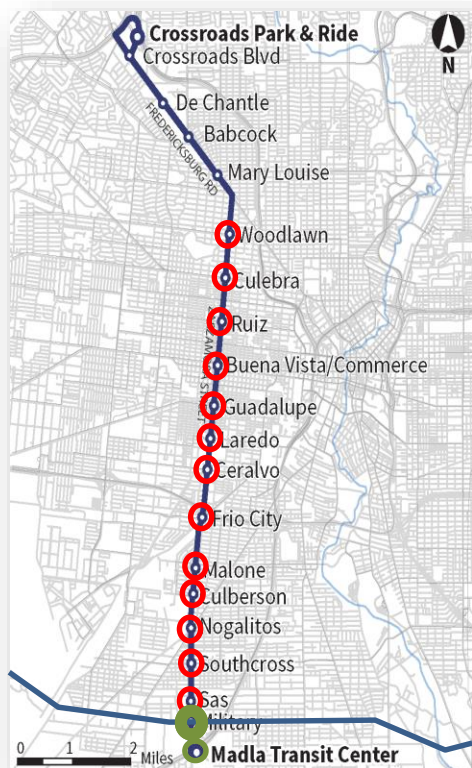 Crossroads Park & Ride
N
Crossroads Blvd
De Chantle
FREDERICKSBURG RD
Babcock
Mary Louise
Woodlawn
Culebra
Ruiz
Buena Vista/Commerce
Guadalupe
Laredo
Ceralvo
Frio City
Malone
Culberson
Nogalitos
Southcross
Sas
Military
Madla Transit Center
0 1 2 Miles